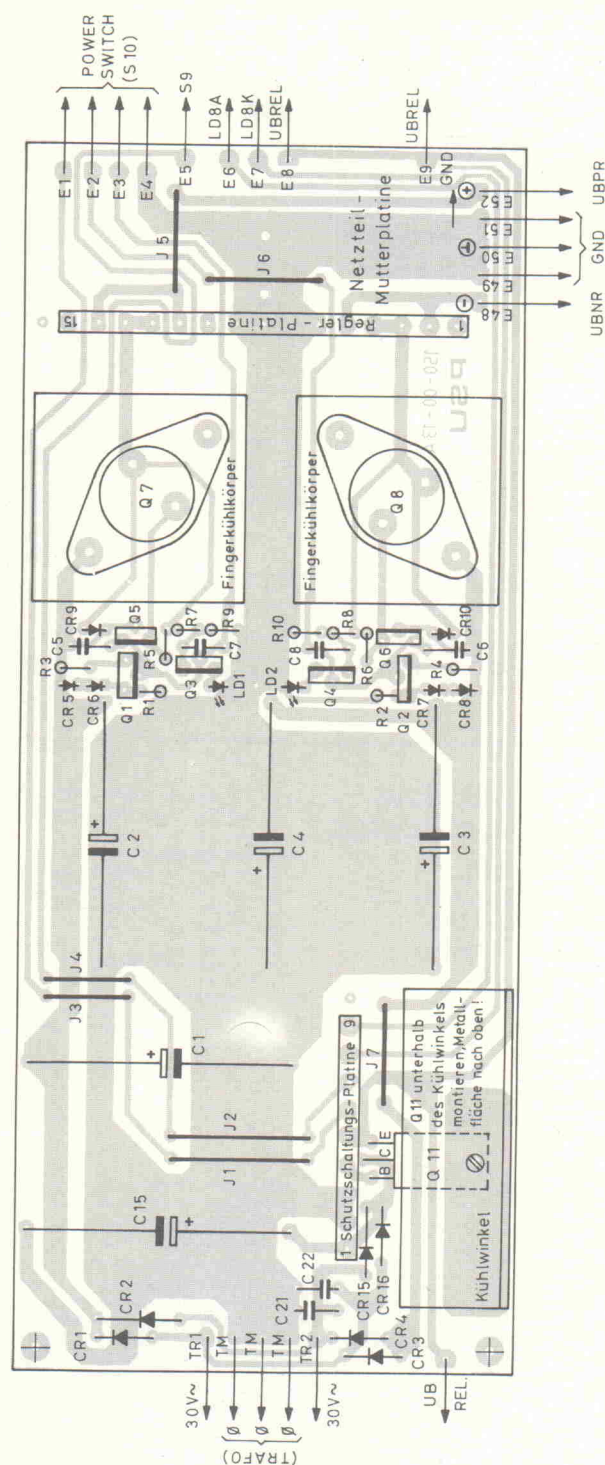 POWER
SWITCH
(S10)
E1
E2
E3
E4
E5
S9
LD8A
E6
LD8K
E7
UBREL
E8
UBREL
E9
GND
J5
J6
Netzteil-
Mutterplatine
15
Regler-Platine
1
E48
E49
E50
E51
E52
UBNR
GND
UBPR
PSU
Q7
Fingerkühlkörper
Q8
Fingerkühlkörper
R3
C5
CR9
Q5
R5
R7
R9
CR5
CR6
Q1
R1
Q3
C7
LD1
R10
C8
R8
R6
Q6
CR10
LD2
Q4
R2
Q2
R4
C6
CR7
CR8
+
C2
+
C4
+
C3
J3
J4
+
C1
J2
J1
C15
+
1 Schutzschaltungs-Platine 9
J7
Q11 unterhalb
des Kühlwinkels
montieren, Metall-
fläche nach oben!
B C E
Q11
Kühlwinkel
CR1
CR2
TR1
TM
TM
TM
TR2
C21
C22
CR15
CR16
CR4
CR3
30V~
Ø
Ø
Ø
30V~
(TRAFO)
UB
REL.